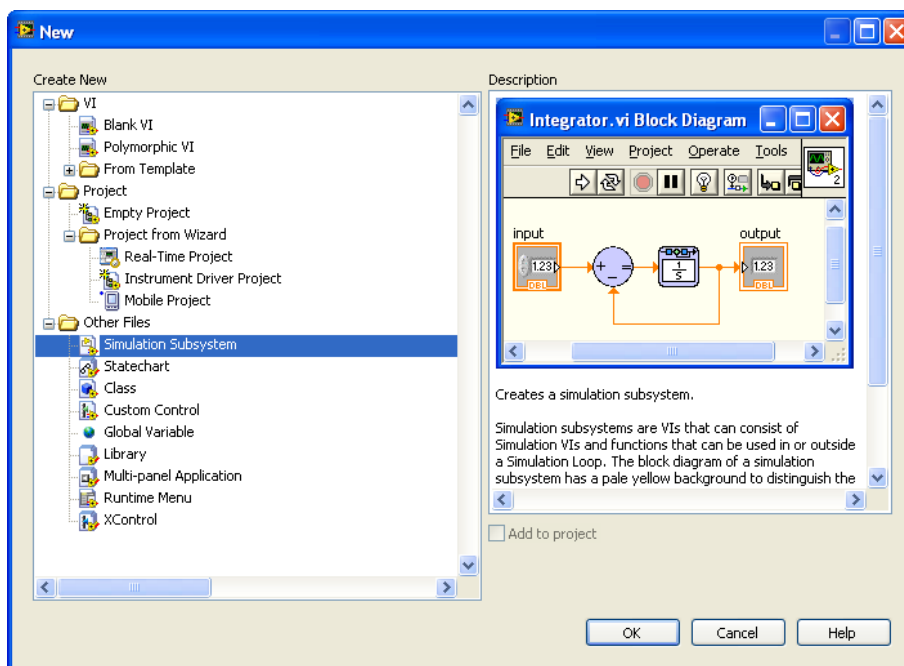 New
Create New
VI
Blank VI
Polymorphic VI
From Template
Project
Empty Project
Project from Wizard
Real-Time Project
Instrument Driver Project
Mobile Project
Other Files
Simulation Subsystem
Statechart
Class
Custom Control
Global Variable
Library
Multi-panel Application
Runtime Menu
XControl
Description
Integrator.vi Block Diagram
File Edit View Project Operate Tools
2
input output
1.23 + - = 1/s 1.23
DBL DBL
Creates a simulation subsystem.
Simulation subsystems are VIs that can consist of
Simulation VIs and functions that can be used in or outside
a Simulation Loop. The block diagram of a simulation
subsystem has a pale yellow background to distinguish the
Add to project
OK Cancel Help